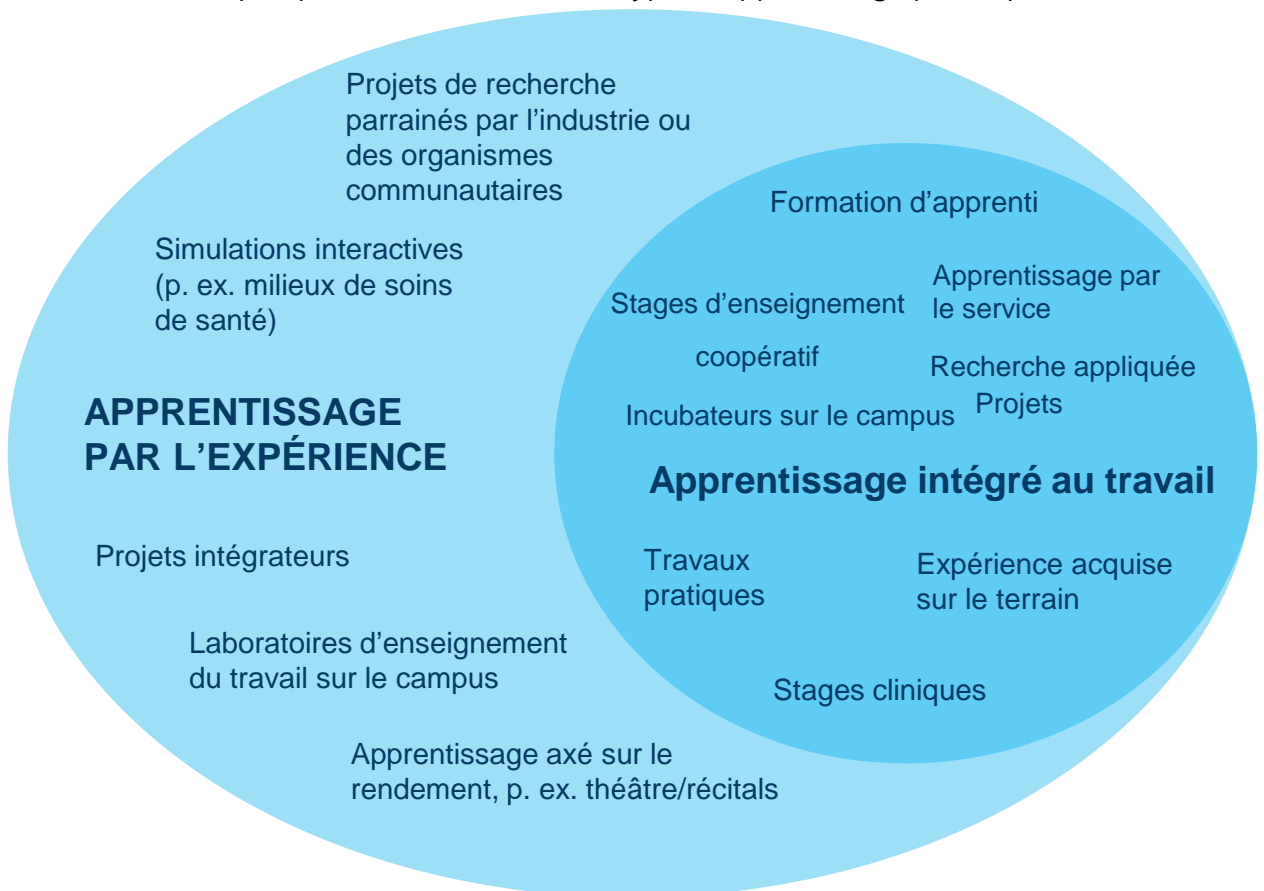 Projets de recherche
parrainés par l’industrie ou
des organismes
communautaires
Simulations interactives
(p. ex. milieux de soins
de santé)
APPRENTISSAGE
PAR L’EXPÉRIENCE
Projets intégrateurs
Laboratoires d’enseignement
du travail sur le campus
Apprentissage axé sur le
rendement, p. ex. théâtre/récitals
Formation d’apprenti
Stages d’enseignement
coopératif
Apprentissage par
le service
Recherche appliquée
Projets
Incubateurs sur le campus
Apprentissage intégré au travail
Travaux
pratiques
Expérience acquise
sur le terrain
Stages cliniques